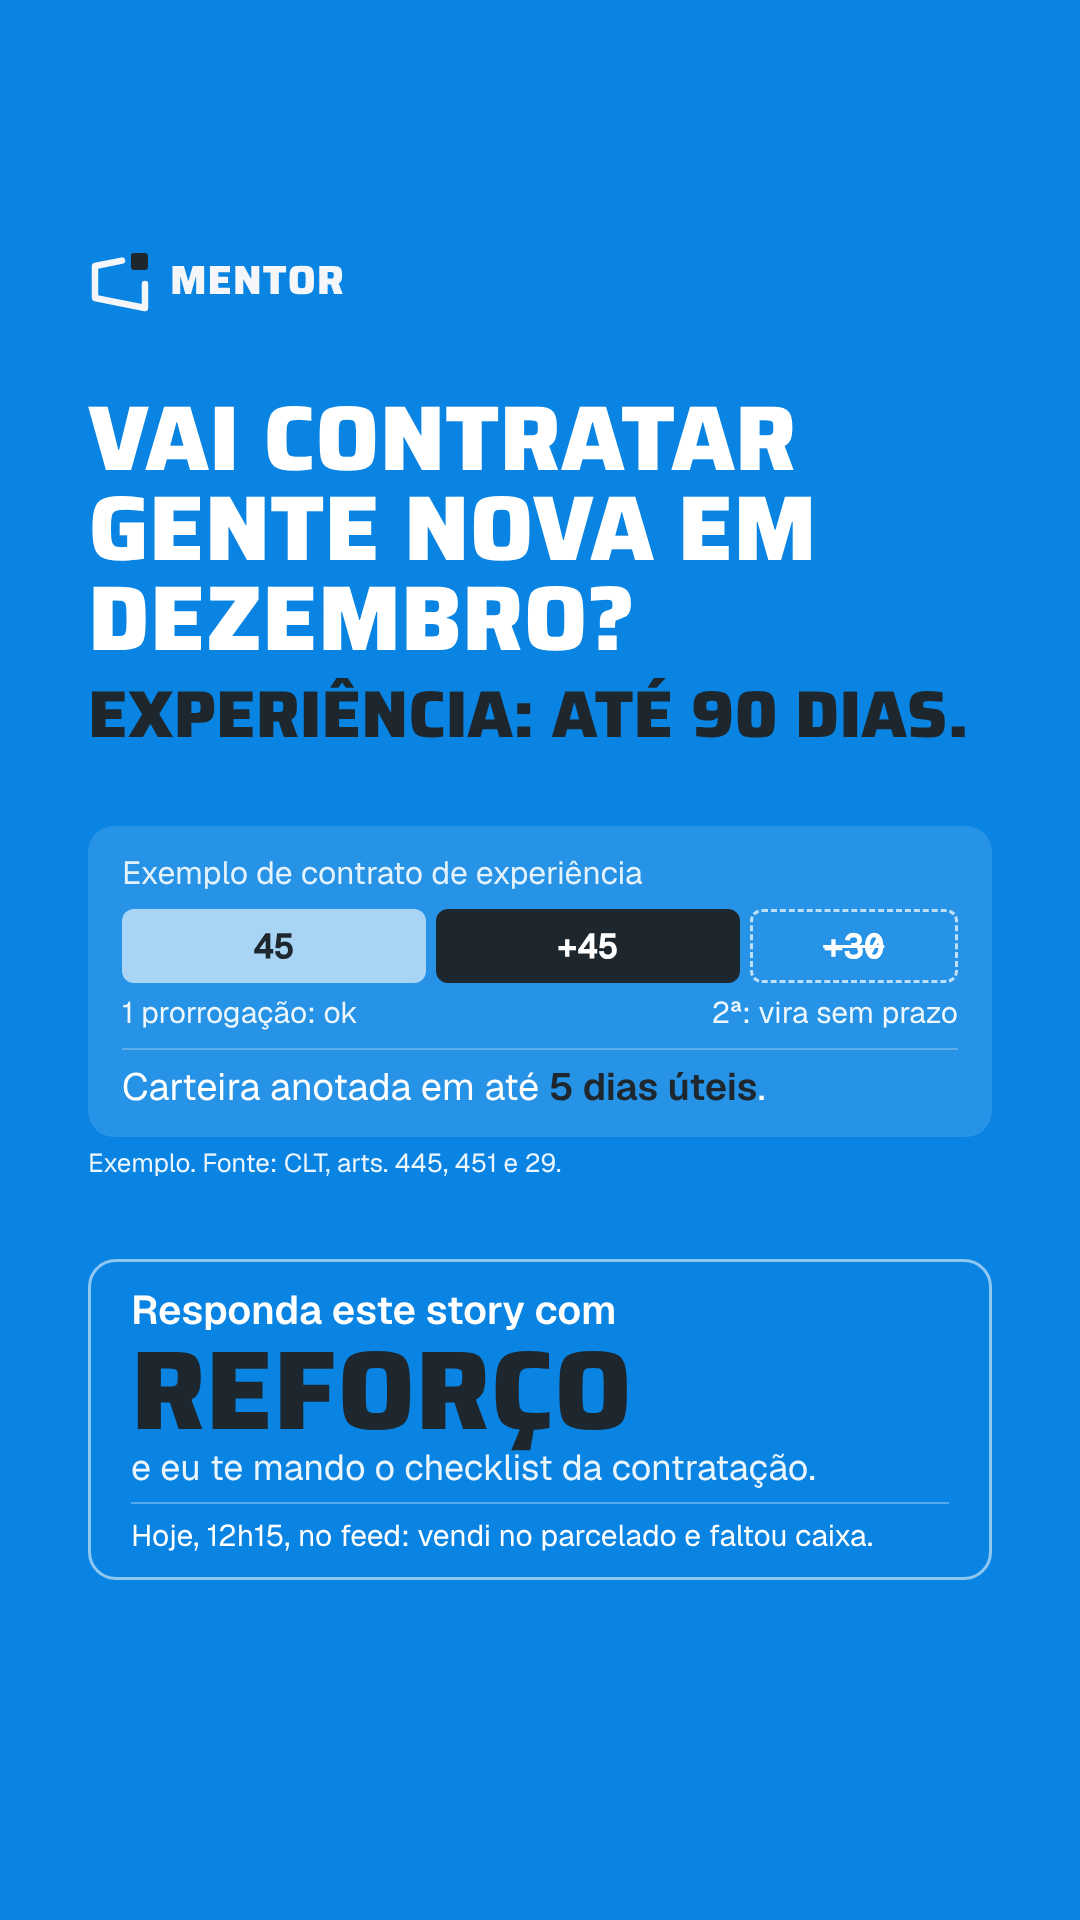 MENTOR
VAI CONTRATAR
GENTE NOVA EM
DEZEMBRO?
EXPERIÊNCIA: ATÉ 90 DIAS.
Exemplo de contrato de experiência
45
+45
+30
1 prorrogação: ok
2ª: vira sem prazo
Carteira anotada em até 5 dias úteis.
Exemplo. Fonte: CLT, arts. 445, 451 e 29.
Responda este story com
REFORÇO
e eu te mando o checklist da contratação.
Hoje, 12h15, no feed: vendi no parcelado e faltou caixa.